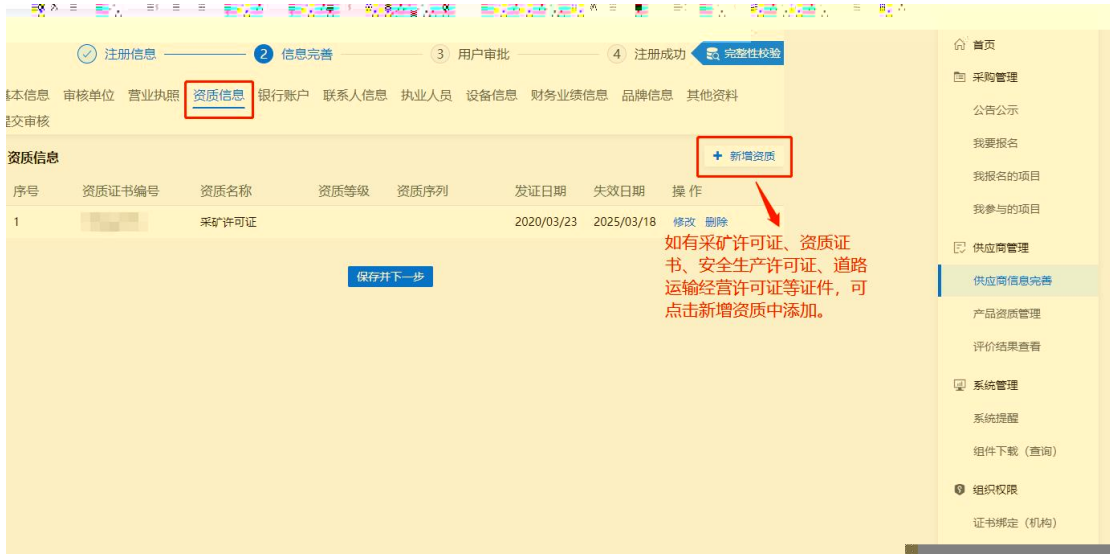 注册信息 2 信息完善 3 用户审批 4 注册成功 完整性校验
基本信息 审核单位 营业执照 资质信息 银行账户 联系人信息 执业人员 设备信息 财务业绩信息 品牌信息 其他资料
提交审核
资质信息 + 新增资质
序号 资质证书编号 资质名称 资质等级 资质序列 发证日期 失效日期 操作
1 采矿许可证 2020/03/23 2025/03/18 修改 删除
保存并下一步
如有采矿许可证、资质证
书、安全生产许可证、道路
运输经营许可证等证件，可
点击新增资质中添加。
首页
采购管理
公告公示
我要报名
我报名的项目
我参与的项目
供应商管理
供应商信息完善
产品资质管理
评价结果查看
系统管理
系统提醒
组件下载（查询）
组织权限
证书绑定（机构）